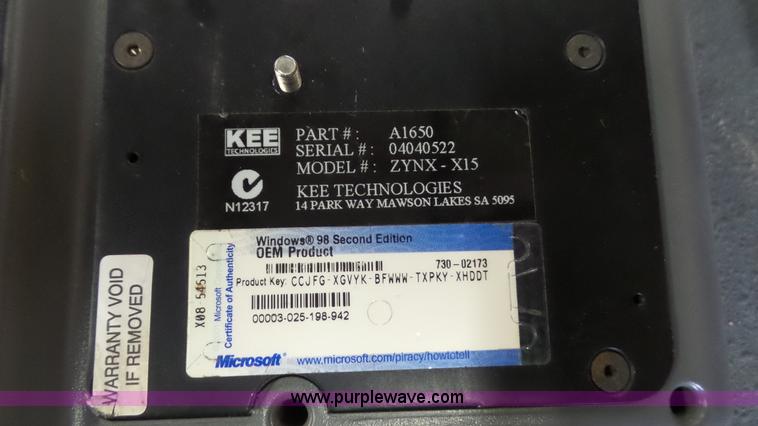 KEE
TECHNOLOGIES
PART # : A1650
SERIAL # : 04040522
MODEL # : ZYNX - X15
N12317
KEE TECHNOLOGIES
14 PARK WAY MAWSON LAKES SA 5095
X08 54513
Certificate of Authenticity
Microsoft
Windows® 98 Second Edition
OEM Product
730-02173
Product Key: CCJFG-XGVYK-BFWWW-TXPKY-XHDDT
00003-025-198-942
Microsoft®
www.microsoft.com/piracy/howtotell
WARRANTY VOID
IF REMOVED
www.purplewave.com